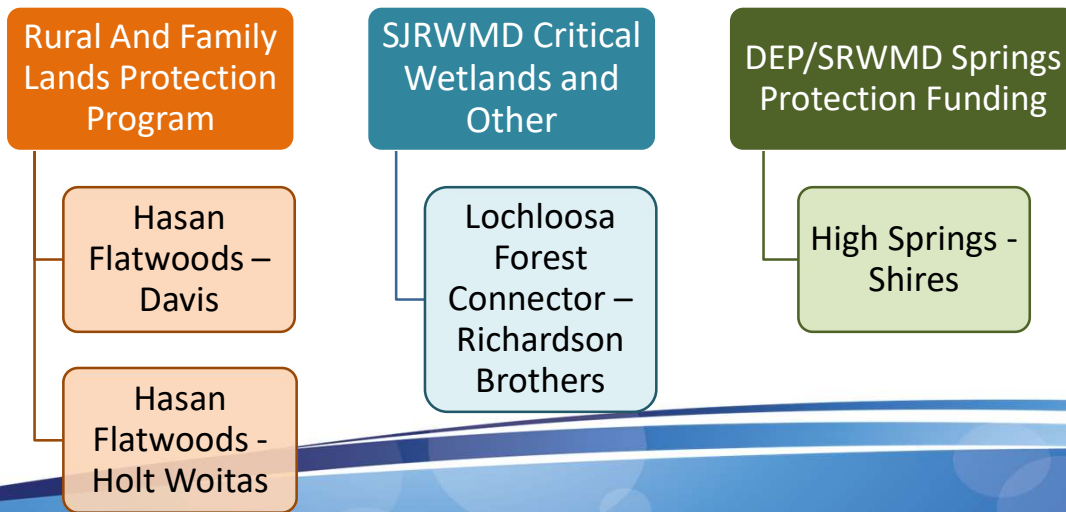 Rural And Family
Lands Protection
Program
Hasan
Flatwoods –
Davis
Hasan
Flatwoods -
Holt Woitas
SJRWMD Critical
Wetlands and
Other
Lochloosa
Forest
Connector –
Richardson
Brothers
DEP/SRWMD Springs
Protection Funding
High Springs -
Shires